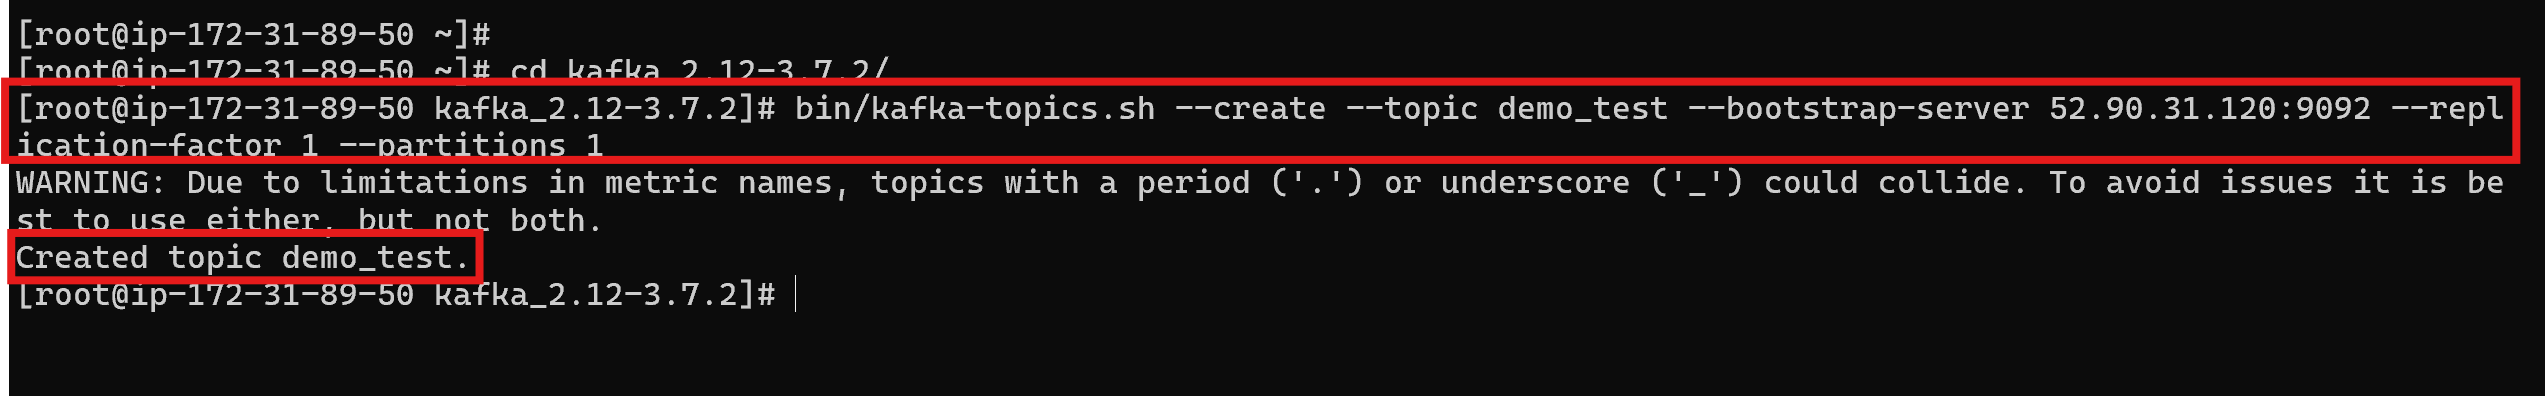 [root@ip-172-31-89-50 ~]#
[root@ip-172-31-89-50 ~]# cd kafka_2.12-3.7.2/
[root@ip-172-31-89-50 kafka_2.12-3.7.2]# bin/kafka-topics.sh --create --topic demo_test --bootstrap-server 52.90.31.120:9092 --repl
ication-factor 1 --partitions 1
WARNING: Due to limitations in metric names, topics with a period ('.') or underscore ('_') could collide. To avoid issues it is be
st to use either, but not both.
Created topic demo_test.
[root@ip-172-31-89-50 kafka_2.12-3.7.2]#